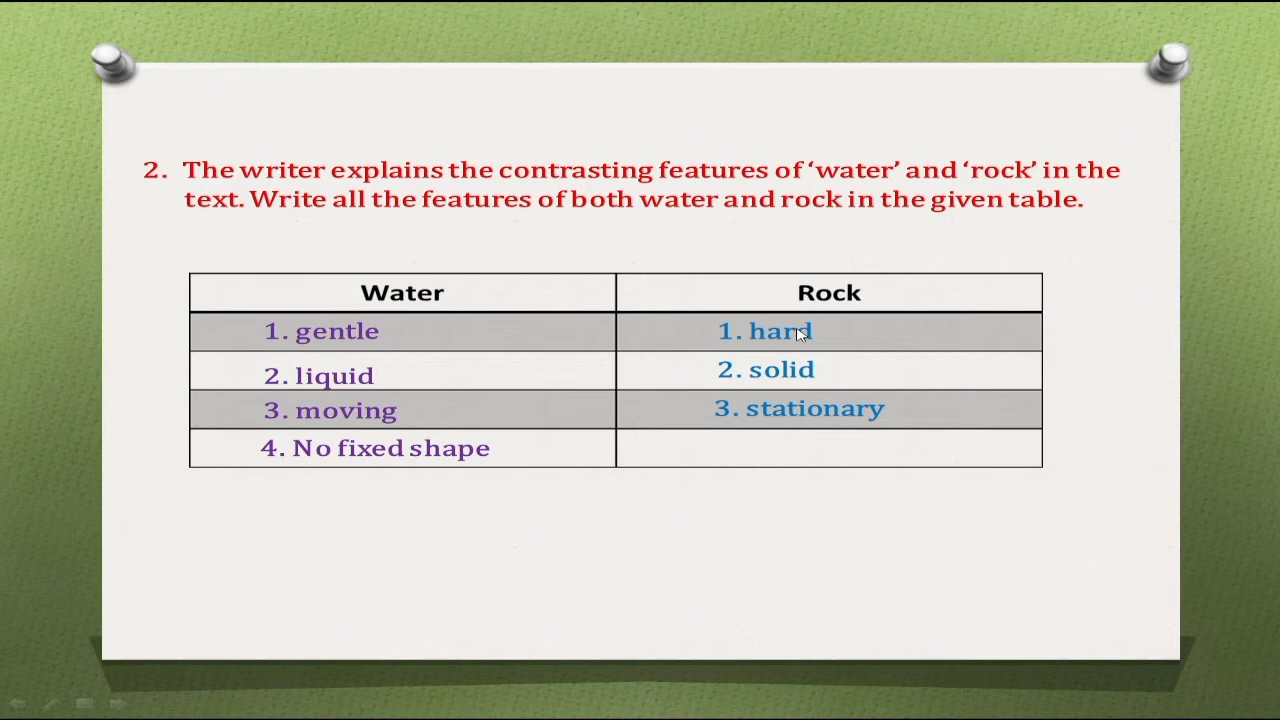 2. The writer explains the contrasting features of ‘water’ and ‘rock’ in the
text. Write all the features of both water and rock in the given table.
Water Rock
1. gentle 1. hard
2. liquid 2. solid
3. moving 3. stationary
4. No fixed shape